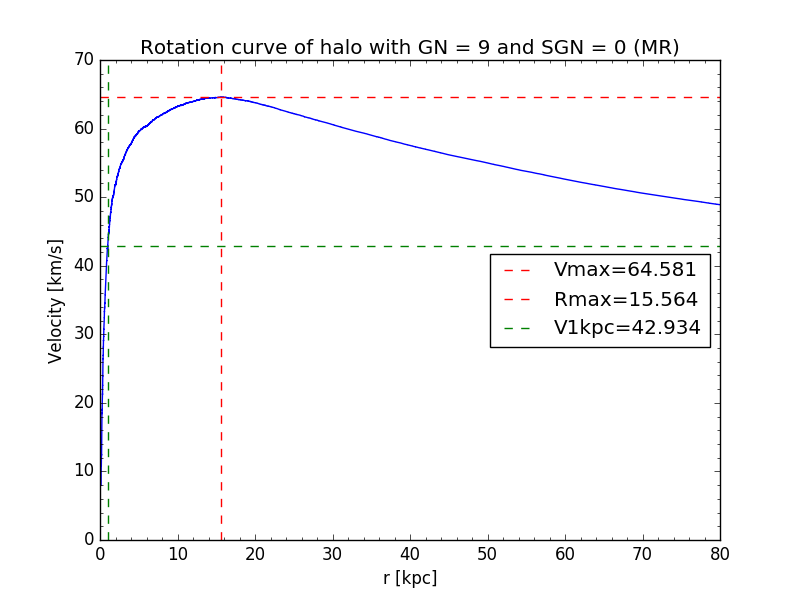 Rotation curve of halo with GN = 9 and SGN = 0 (MR)
70
60
50
40
30
20
10
0
Velocity [km/s]
Vmax=64.581
Rmax=15.564
V1kpc=42.934
0 10 20 30 40 50 60 70 80
r [kpc]